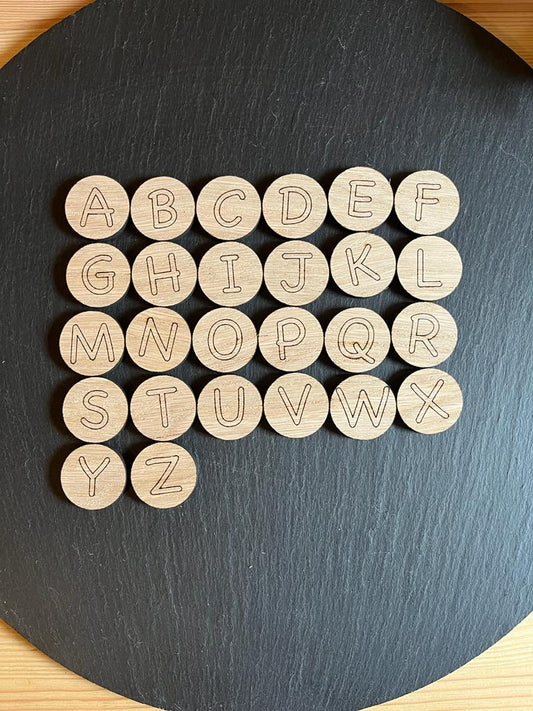 A B C D E F
G H I J K L
M N O P Q R
S T U V W X
Y Z